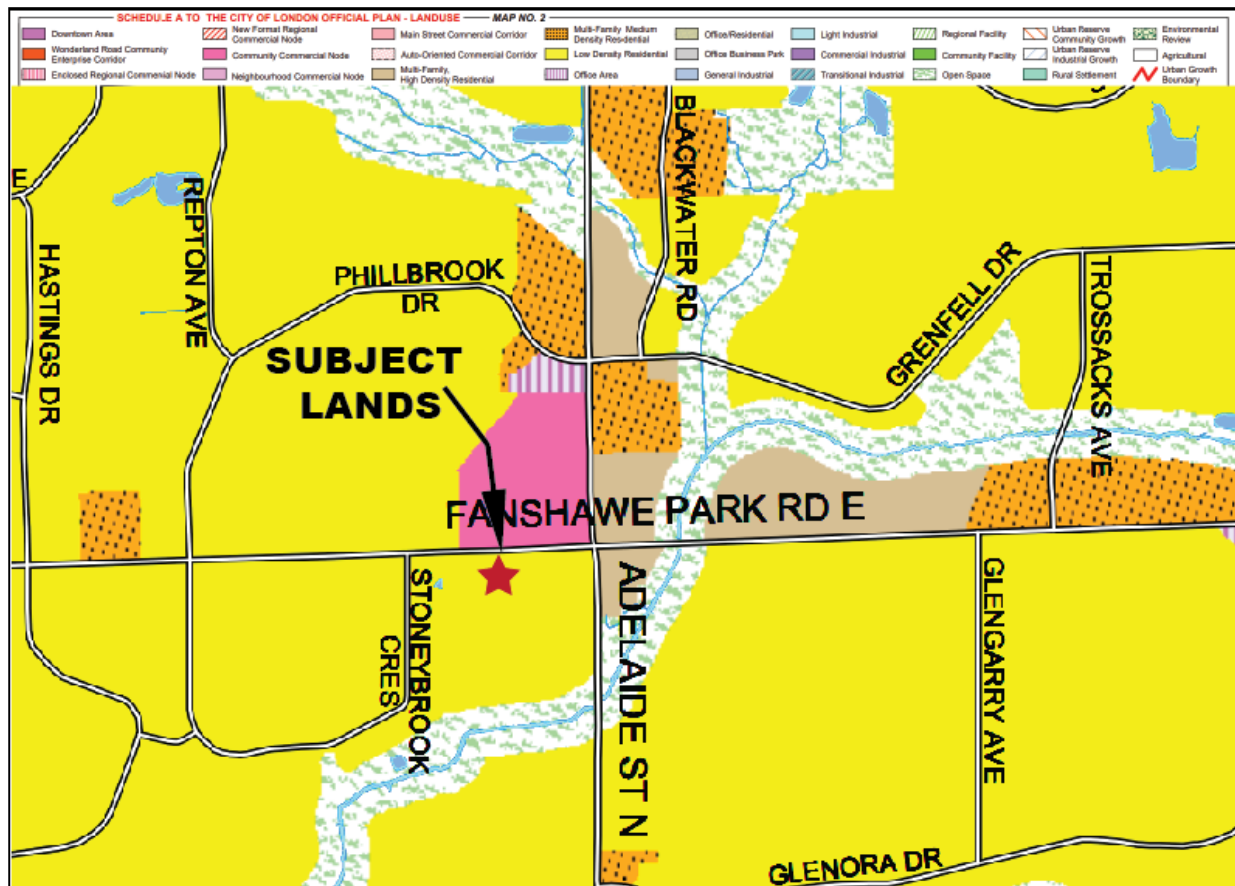 SCHEDULE A TO THE CITY OF LONDON OFFICIAL PLAN - LANDUSE MAP NO. 2
Downtown Area
Wonderland Road Community
Enterprise Corridor
Enclosed Regional Commercial Node
New Format Regional
Commercial Node
Community Commercial Node
Neighbourhood Commercial Node
Main Street Commercial Corridor
Auto-Oriented Commercial Corridor
Multi-Family,
High Density Residential
Multi-Family Medium
Density Residential
Low Density Residential
Office Area
Office/Residential
Office Business Park
General Industrial
Light Industrial
Commercial Industrial
Transitional Industrial
Regional Facility
Community Facility
Open Space
Urban Reserve
Community Growth
Urban Reserve
Industrial Growth
Rural Settlement
Environmental
Review
Agricultural
Urban Growth
Boundary
E
HASTINGS DR
REPTON AVE
PHILLBROOK
DR
BLACKWATER RD
GRENFELL DR
TROSSACKS AVE
SUBJECT
LANDS
FANSHAWE PARK RD E
STONEYBROOK
CRES
ADELAIDE ST N
GLENGARRY AVE
GLENORA DR